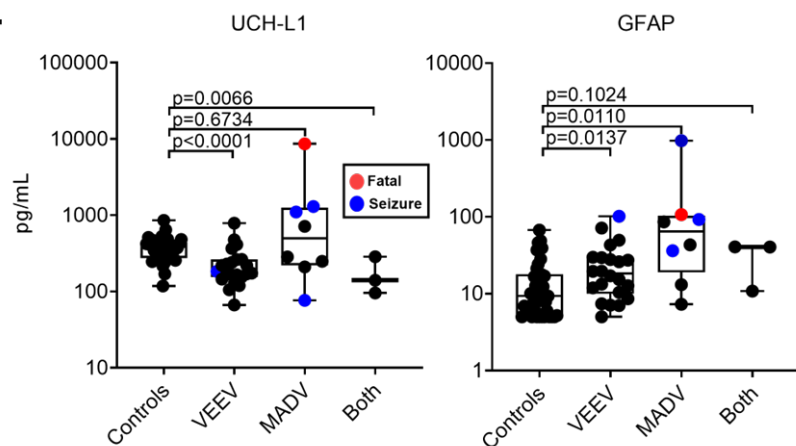 UCH-L1
GFAP
100000
10000
1000
100
10
pg/mL
p=0.0066
p=0.6734
p<0.0001
Fatal
Seizure
Controls
VEEV
MADV
Both
10000
1000
100
10
1
p=0.1024
p=0.0110
p=0.0137
Controls
VEEV
MADV
Both